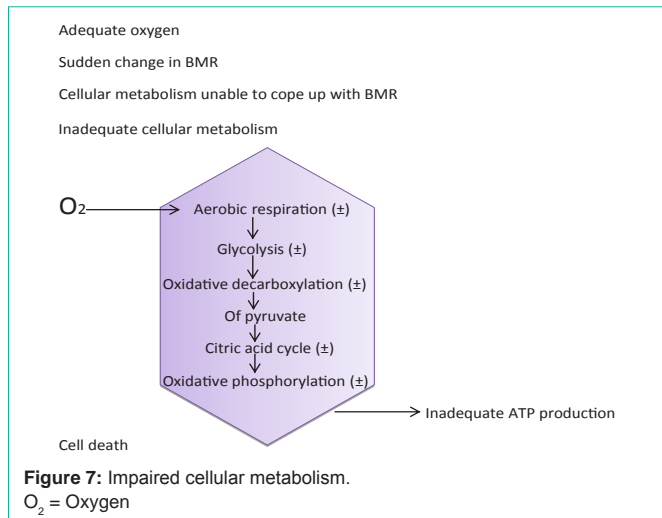 Adequate oxygen
Sudden change in BMR
Cellular metabolism unable to cope up with BMR
Inadequate cellular metabolism
O₂
Aerobic respiration (±)
Glycolysis (±)
Oxidative decarboxylation (±)
Of pyruvate
Citric acid cycle (±)
Oxidative phosphorylation (±)
Inadequate ATP production
Cell death
Figure 7: Impaired cellular metabolism.
O₂ = Oxygen